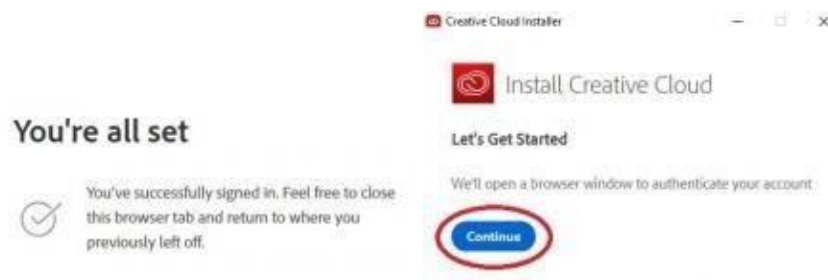 You're all set
You've successfully signed in. Feel free to close
this browser tab and return to where you
previously left off.
Creative Cloud Installer
Install Creative Cloud
Let's Get Started
We'll open a browser window to authenticate your account
Continue